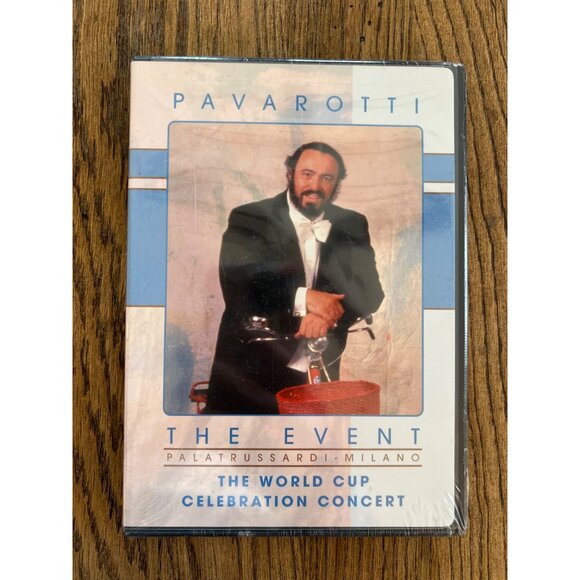 PAVAROTTI
THE EVENT
PALATRUSSARDI-MILANO
THE WORLD CUP
CELEBRATION CONCERT